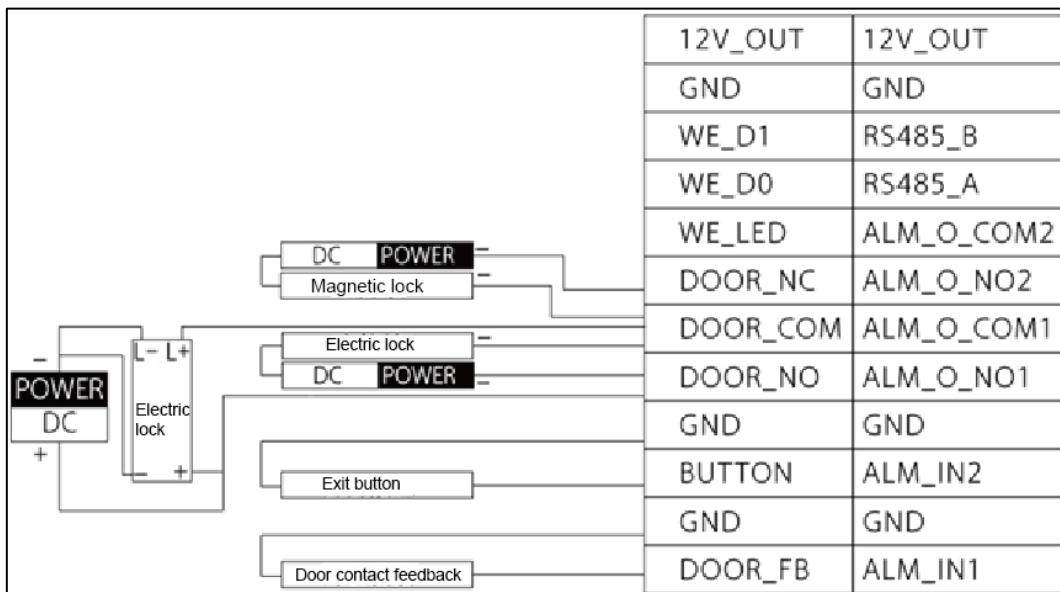 12V_OUT 12V_OUT
GND GND
WE_D1 RS485_B
WE_D0 RS485_A
WE_LED ALM_O_COM2
DC POWER −
Magnetic lock −
DOOR_NC ALM_O_NO2
DOOR_COM ALM_O_COM1
L− L+
Electric lock −
DC POWER −
DOOR_NO ALM_O_NO1
−
POWER
DC
+
Electric
lock
− +
GND GND
Exit button
BUTTON ALM_IN2
GND GND
Door contact feedback
DOOR_FB ALM_IN1